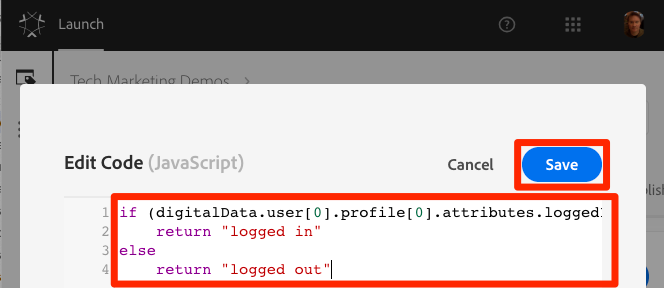 Launch
Tech Marketing Demos >
Edit Code (JavaScript)
Cancel
Save
1 if (digitalData.user[0].profile[0].attributes.logged
2 return "logged in"
3 else
4 return "logged out"